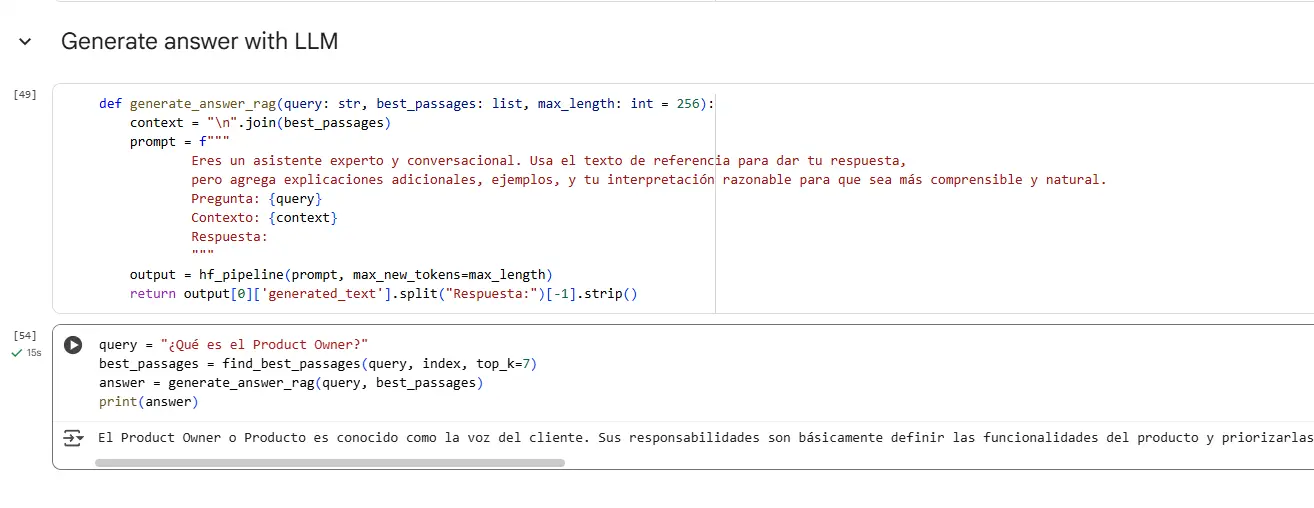 Generate answer with LLM
[49]
def generate_answer_rag(query: str, best_passages: list, max_length: int = 256):
    context = "\n".join(best_passages)
    prompt = f"""
            Eres un asistente experto y conversacional. Usa el texto de referencia para dar tu respuesta,
            pero agrega explicaciones adicionales, ejemplos, y tu interpretación razonable para que sea más comprensible y natural.
            Pregunta: {query}
            Contexto: {context}
            Respuesta:
            """
    output = hf_pipeline(prompt, max_new_tokens=max_length)
    return output[0]['generated_text'].split("Respuesta:")[-1].strip()
[54]
15s
query = "¿Qué es el Product Owner?"
best_passages = find_best_passages(query, index, top_k=7)
answer = generate_answer_rag(query, best_passages)
print(answer)
El Product Owner o Producto es conocido como la voz del cliente. Sus responsabilidades son básicamente definir las funcionalidades del producto y priorizarlas